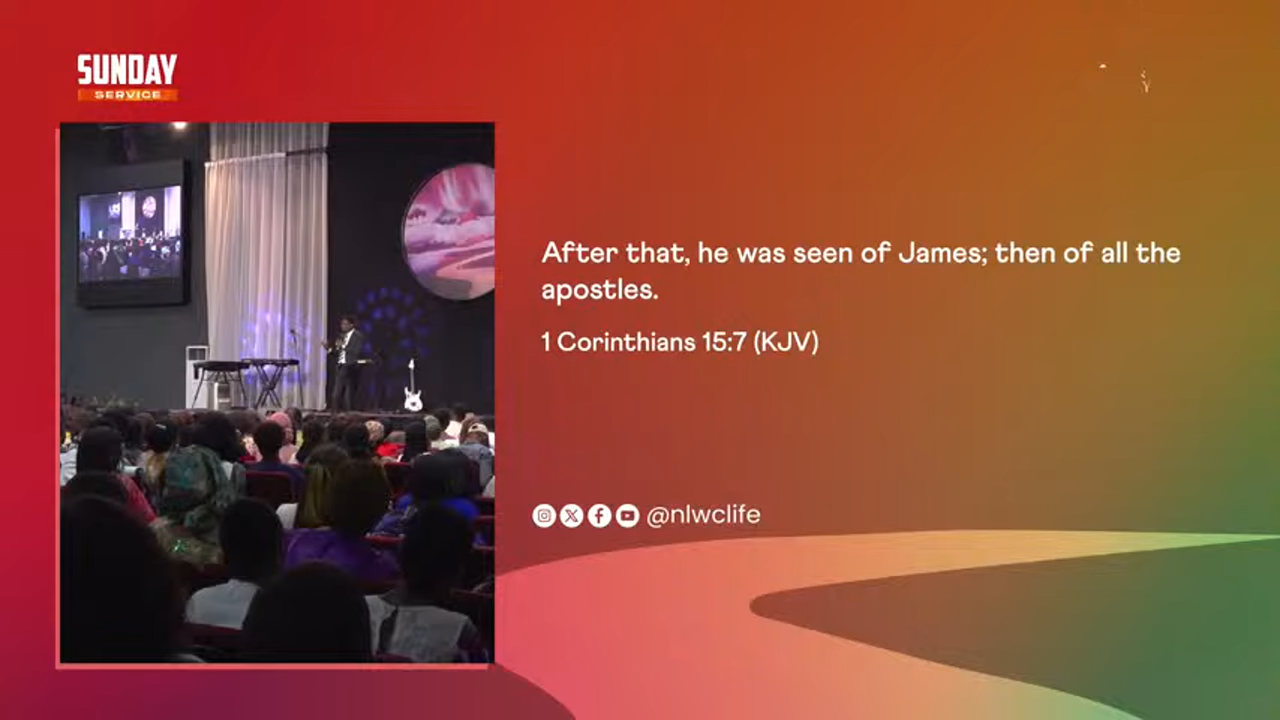 SUNDAY
SERVICE
After that, he was seen of James; then of all the
apostles.
1 Corinthians 15:7 (KJV)
@nlwclife